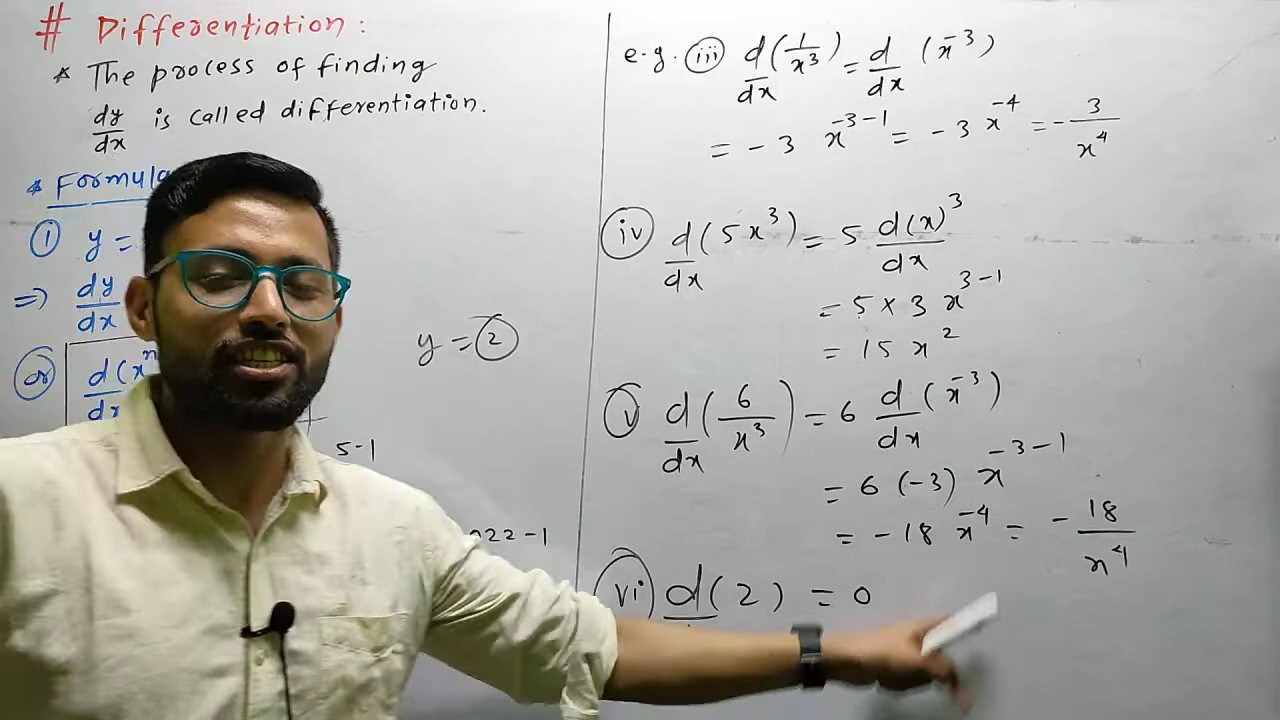 # Differentiation :
* The process of finding
dy/dx is called differentiation.
* Formula
① y =
=> dy/dx
(or) d(xⁿ
d
5-1
022-1
y = ②
e.g. (iii) d/dx (1/x³) = d/dx (x⁻³)
= -3 x⁻³⁻¹ = -3 x⁻⁴ = -3/x⁴
(iv) d/dx (5x³) = 5 d(x)³/dx
= 5 × 3 x³⁻¹
= 15 x²
(v) d/dx (6/x³) = 6 d/dx (x⁻³)
= 6 (-3) x⁻³⁻¹
= -18 x⁻⁴ = -18/x⁴
(vi) d(2) = 0